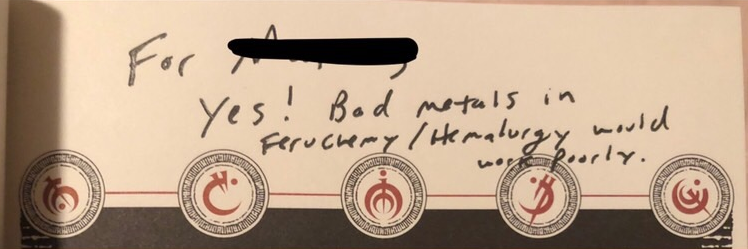 For
Yes! Bad metals in
Feruchemy/Hemalurgy would
work poorly.